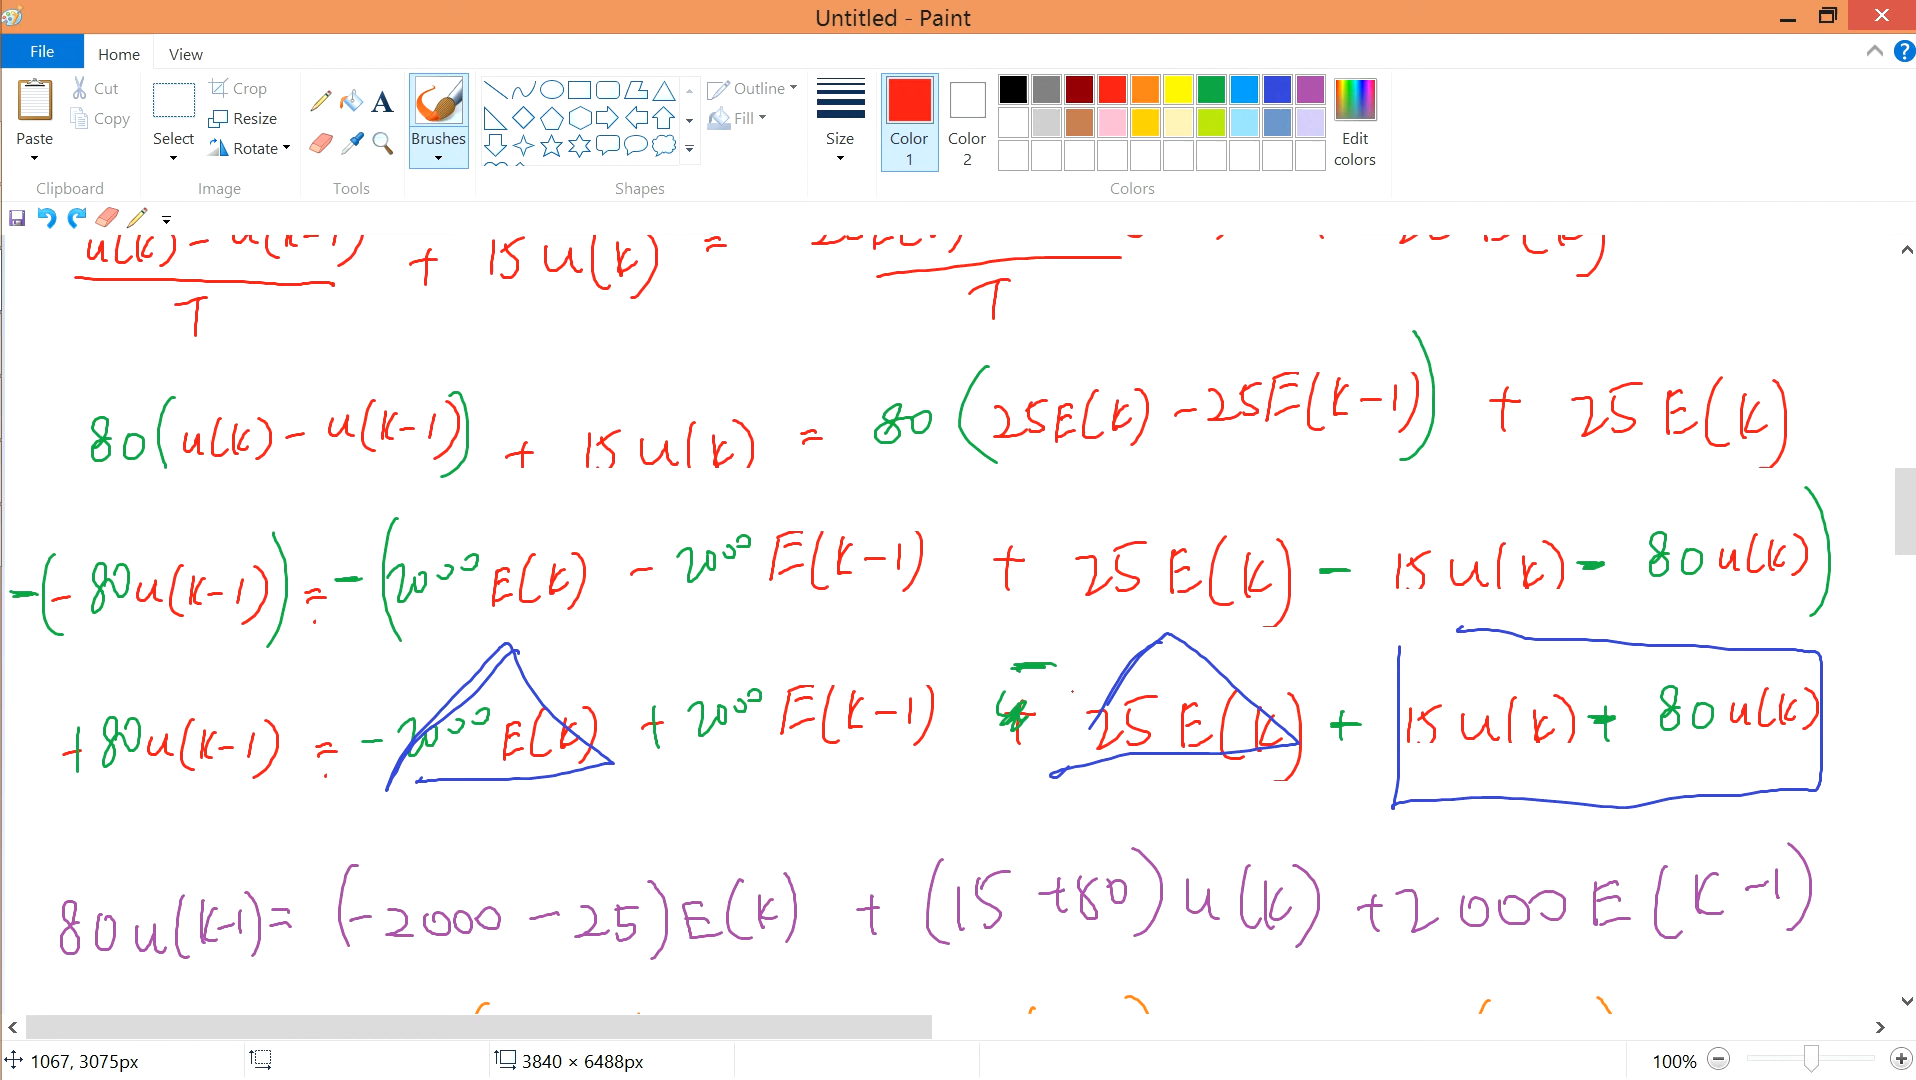 Untitled - Paint
File Home View
Paste Cut Copy Clipboard
Select Crop Resize Rotate Image
Tools
Brushes
Shapes Outline Fill
Size
Color 1 Color 2 Edit colors Colors
u(k) - u(k-1) / T + 15 u(k) = / T
80(u(k) - u(k-1)) + 15 u(k) = 80(25E(k) - 25E(k-1)) + 25 E(k)
-(-80u(k-1)) = -(2000 E(k) - 2000 E(k-1) + 25 E(k) - 15 u(k) - 80 u(k))
+80u(k-1) = -2000 E(k) + 2000 E(k-1) - 25 E(k) + 15 u(k) + 80 u(k)
80 u(k-1) = (-2000 - 25) E(k) + (15 +80) u(k) + 2000 E(k-1)
1067, 3075px 3840 × 6488px 100%